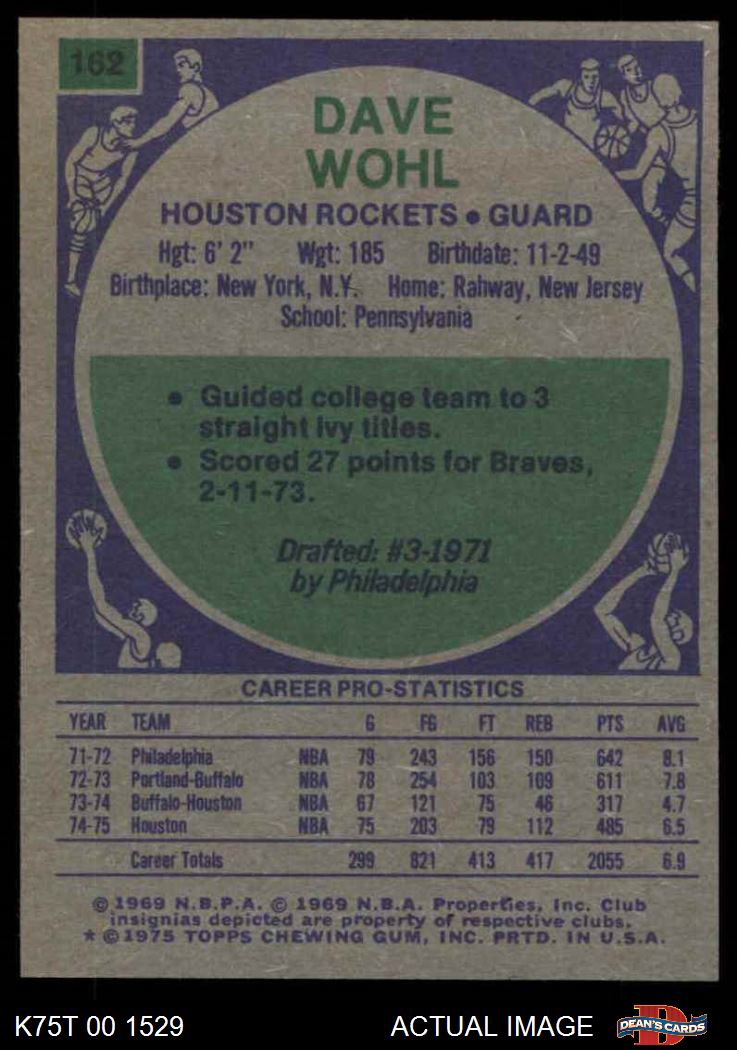 162
DAVE
WOHL
HOUSTON ROCKETS • GUARD
Hgt: 6' 2" Wgt: 185 Birthdate: 11-2-49
Birthplace: New York, N.Y. Home: Rahway, New Jersey
School: Pennsylvania
• Guided college team to 3
straight Ivy titles.
• Scored 27 points for Braves,
2-11-73.
Drafted: #3-1971
by Philadelphia
CAREER PRO-STATISTICS
YEAR TEAM G FG FT REB PTS AVG
71-72 Philadelphia NBA 79 243 156 150 642 8.1
72-73 Portland-Buffalo NBA 78 254 103 109 611 7.8
73-74 Buffalo-Houston NBA 67 121 75 46 317 4.7
74-75 Houston NBA 75 203 79 112 485 6.5
Career Totals 299 821 413 417 2055 6.9
© 1969 N.B.P.A. © 1969 N.B.A. Properties, Inc. Club
insignias depicted are property of respective clubs.
* © 1975 TOPPS CHEWING GUM, INC. PRTD. IN U.S.A.
K75T 00 1529 ACTUAL IMAGE D DEAN'S CARDS